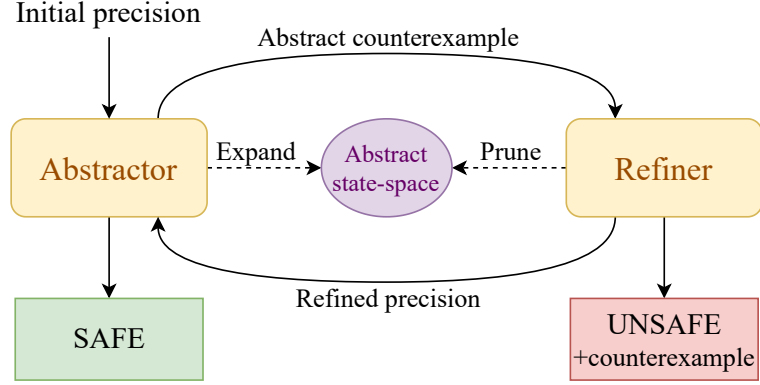 Initial precision
Abstract counterexample
Abstractor
Expand
Abstract
state-space
Prune
Refiner
Refined precision
SAFE
UNSAFE
+counterexample